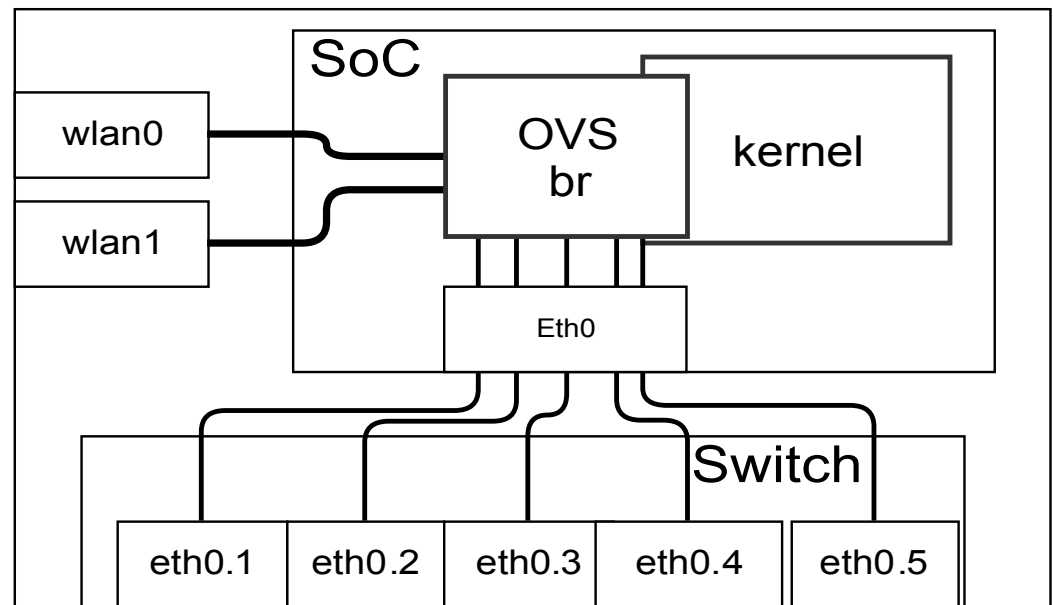 SoC
wlan0
OVS
br
kernel
wlan1
Eth0
Switch
eth0.1
eth0.2
eth0.3
eth0.4
eth0.5